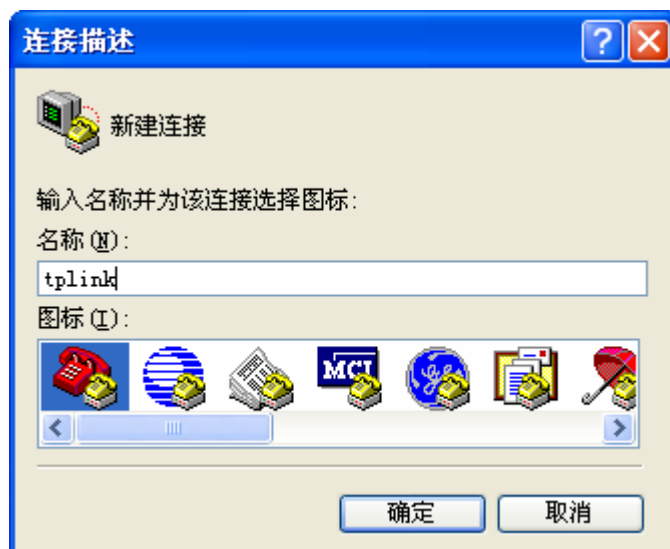 连接描述
新建连接
输入名称并为该连接选择图标:
名称(N):
tplink
图标(I):
MCI
确定 取消